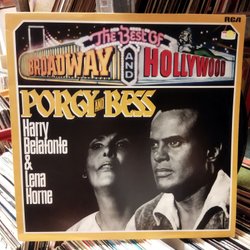 RCA
The BEST OF
BROADWAY AND HOLLYWOOD
PORGY AND BESS
Harry
Belafonte
& Lena
Horne